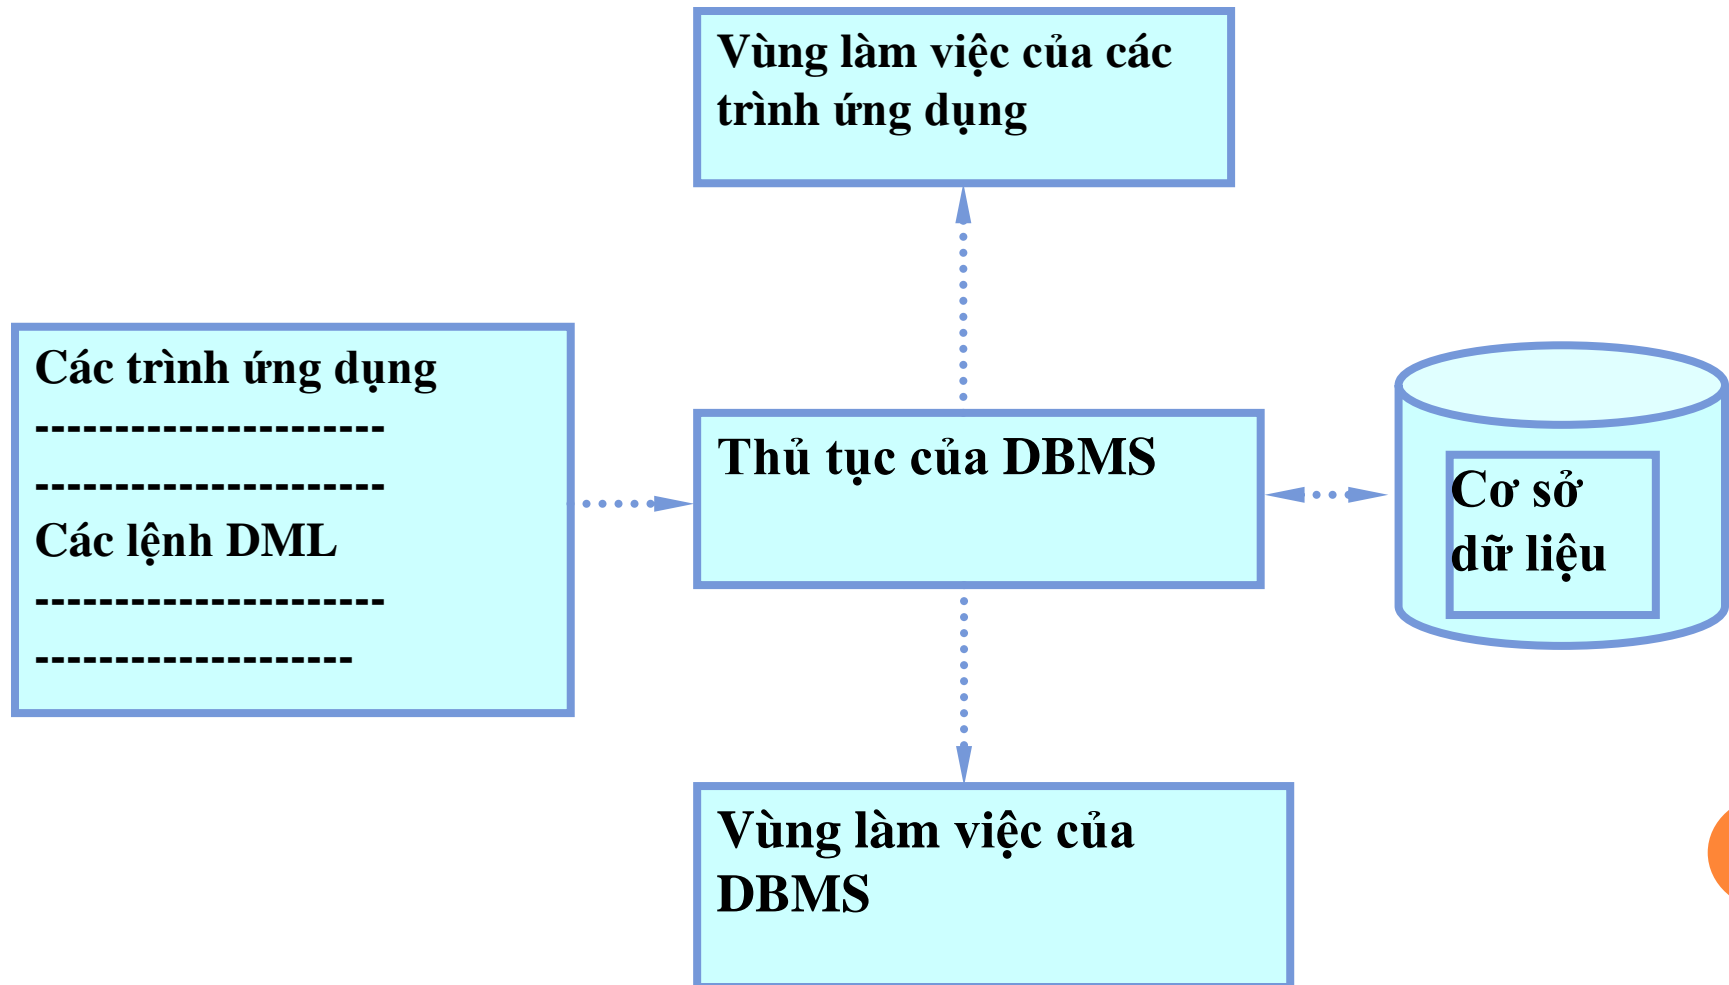 Vùng làm việc của các
trình ứng dụng
Các trình ứng dụng
----------------------
----------------------
Các lệnh DML
----------------------
--------------------
Thủ tục của DBMS
Cơ sở
dữ liệu
Vùng làm việc của
DBMS